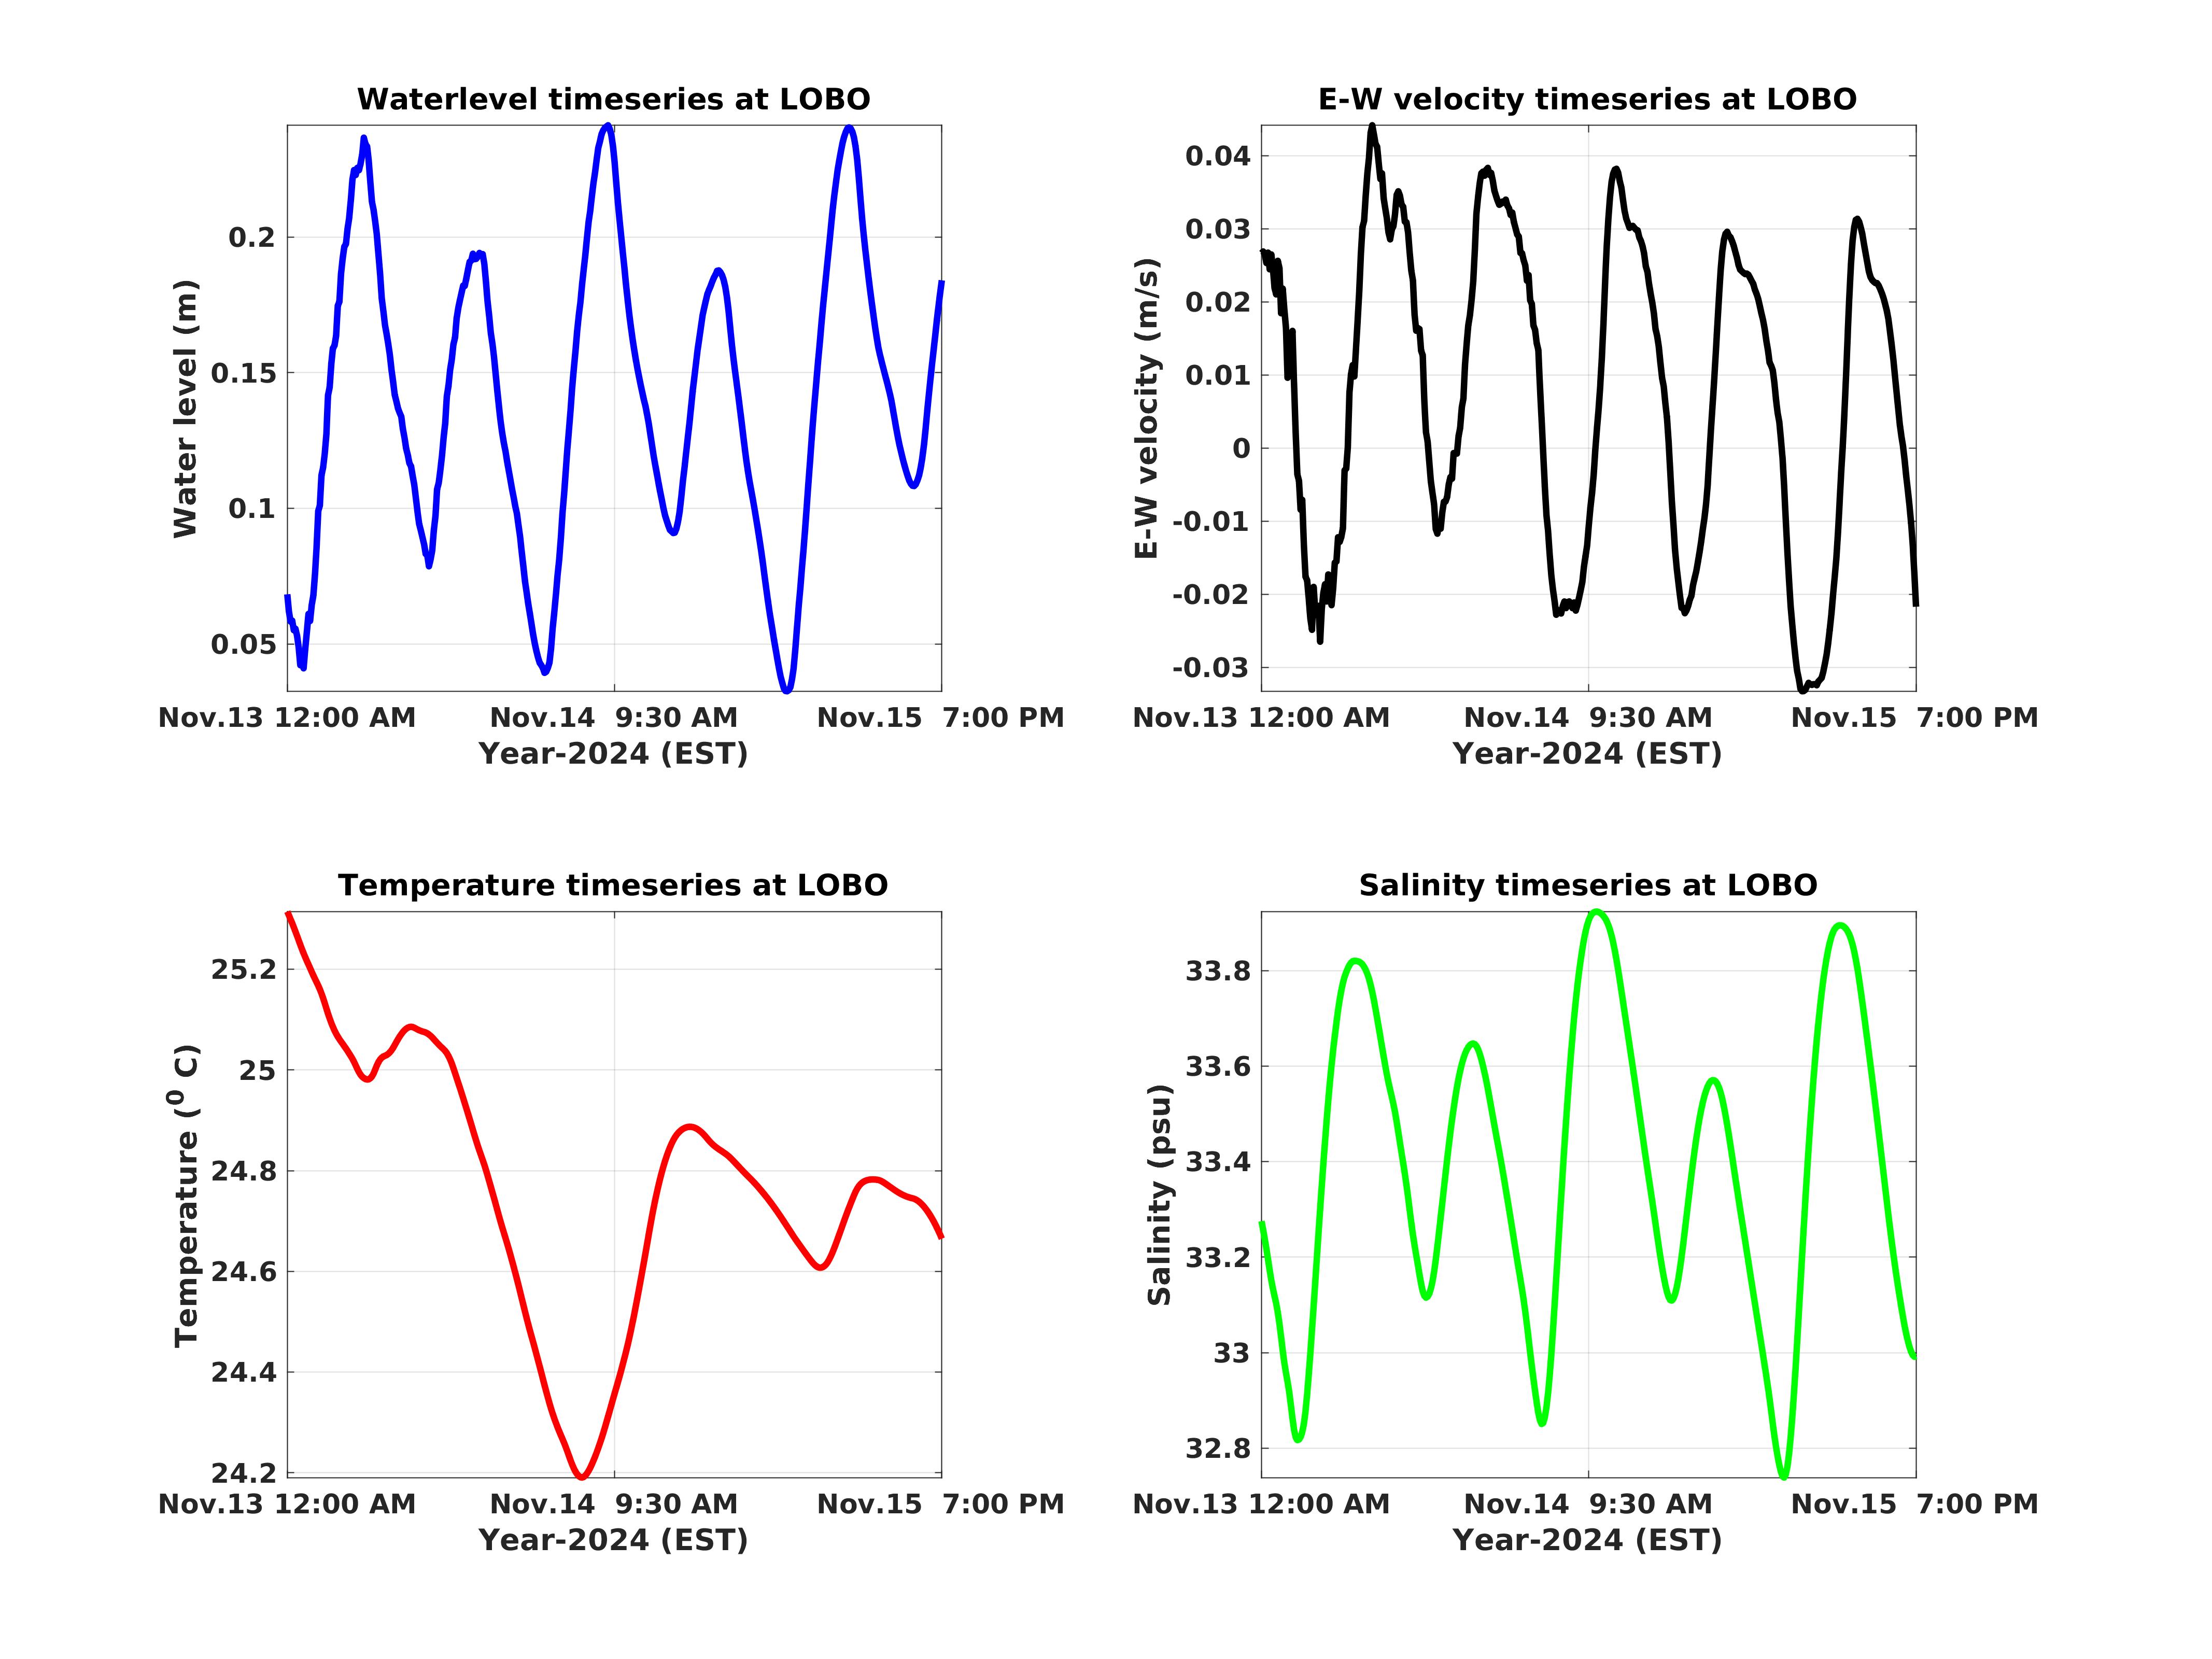 Waterlevel timeseries at LOBO
Water level (m)
0.2
0.15
0.1
0.05
Nov.13 12:00 AM
Nov.14  9:30 AM
Nov.15  7:00 PM
Year-2024 (EST)
E-W velocity timeseries at LOBO
E-W velocity (m/s)
0.04
0.03
0.02
0.01
0
-0.01
-0.02
-0.03
Nov.13 12:00 AM
Nov.14  9:30 AM
Nov.15  7:00 PM
Year-2024 (EST)
Temperature timeseries at LOBO
Temperature (⁰ C)
25.2
25
24.8
24.6
24.4
24.2
Nov.13 12:00 AM
Nov.14  9:30 AM
Nov.15  7:00 PM
Year-2024 (EST)
Salinity timeseries at LOBO
Salinity (psu)
33.8
33.6
33.4
33.2
33
32.8
Nov.13 12:00 AM
Nov.14  9:30 AM
Nov.15  7:00 PM
Year-2024 (EST)